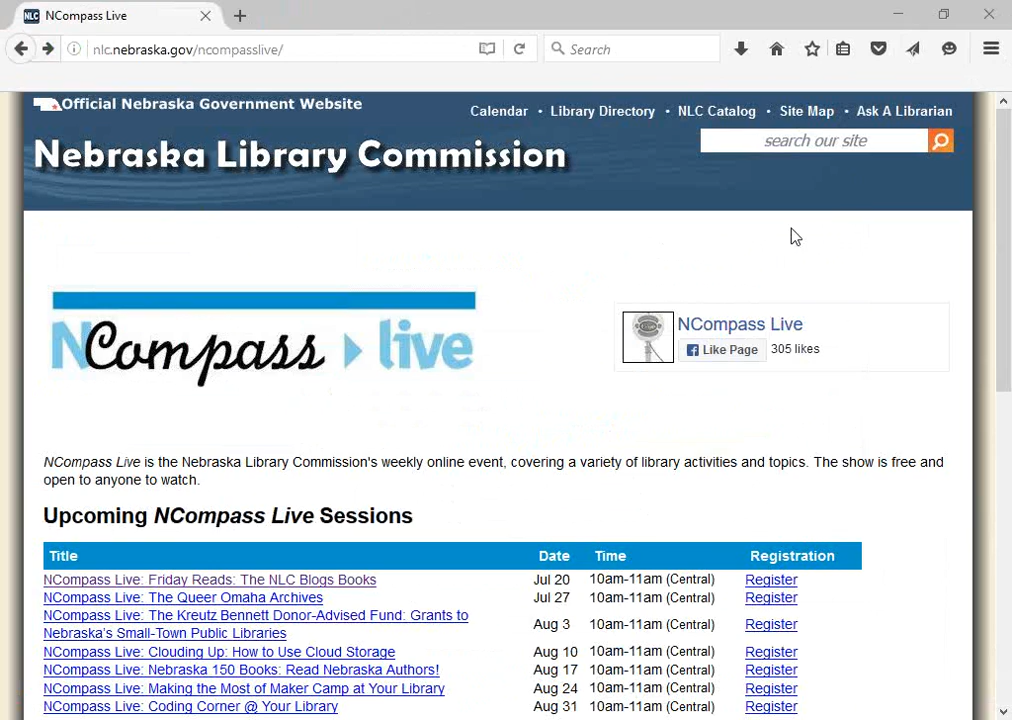 NLC NCompass Live
nlc.nebraska.gov/ncompasslive/ Search
Official Nebraska Government Website
Calendar • Library Directory • NLC Catalog • Site Map • Ask A Librarian
Nebraska Library Commission
search our site
NCompass live
NCompass Live
Like Page 305 likes
NCompass Live is the Nebraska Library Commission's weekly online event, covering a variety of library activities and topics. The show is free and
open to anyone to watch.
Upcoming NCompass Live Sessions
Title Date Time Registration
NCompass Live: Friday Reads: The NLC Blogs Books Jul 20 10am-11am (Central) Register
NCompass Live: The Queer Omaha Archives Jul 27 10am-11am (Central) Register
NCompass Live: The Kreutz Bennett Donor-Advised Fund: Grants to
Nebraska's Small-Town Public Libraries Aug 3 10am-11am (Central) Register
NCompass Live: Clouding Up: How to Use Cloud Storage Aug 10 10am-11am (Central) Register
NCompass Live: Nebraska 150 Books: Read Nebraska Authors! Aug 17 10am-11am (Central) Register
NCompass Live: Making the Most of Maker Camp at Your Library Aug 24 10am-11am (Central) Register
NCompass Live: Coding Corner @ Your Library Aug 31 10am-11am (Central) Register